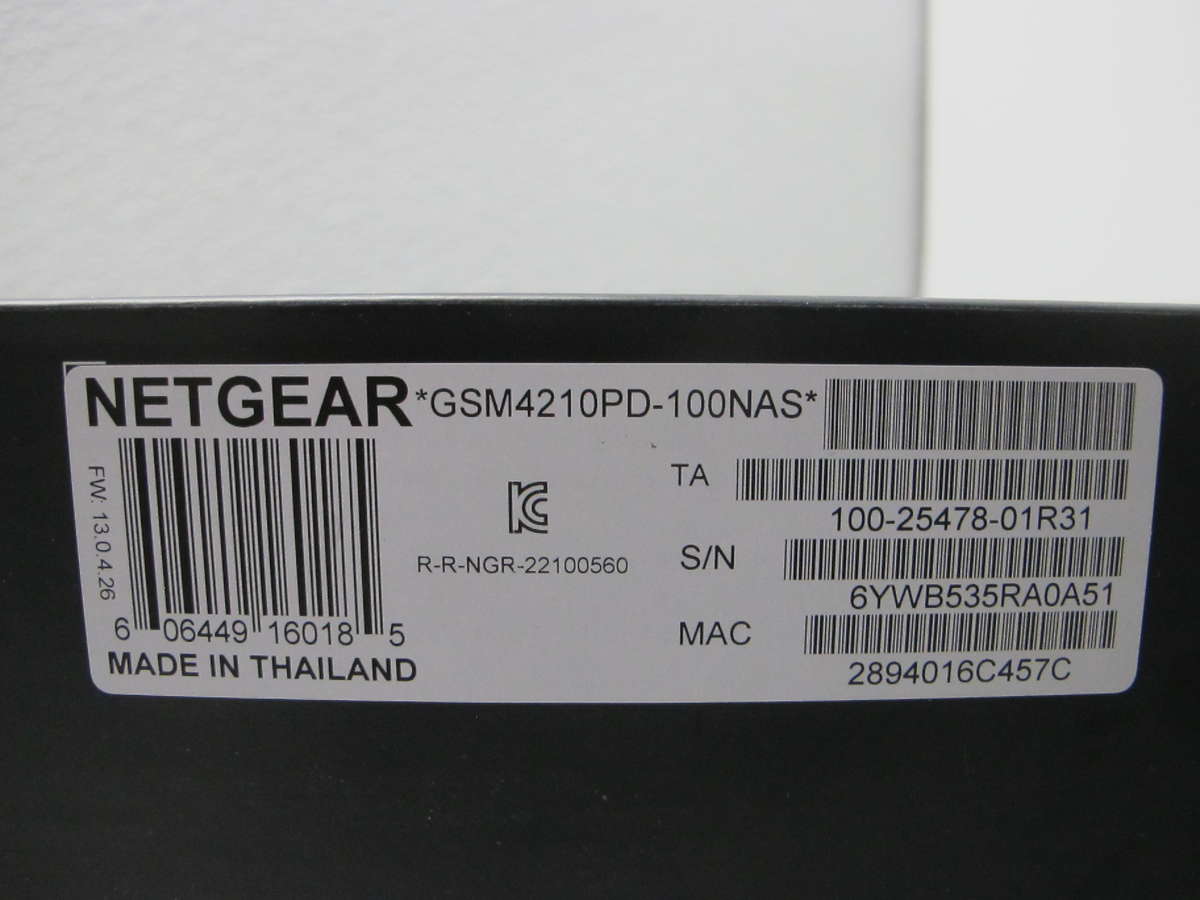 NETGEAR *GSM4210PD-100NAS*
FW: 13.0.4.26
6 06449 16018 5
MADE IN THAILAND
R-R-NGR-22100560
TA
100-25478-01R31
S/N
6YWB535RA0A51
MAC
2894016C457C